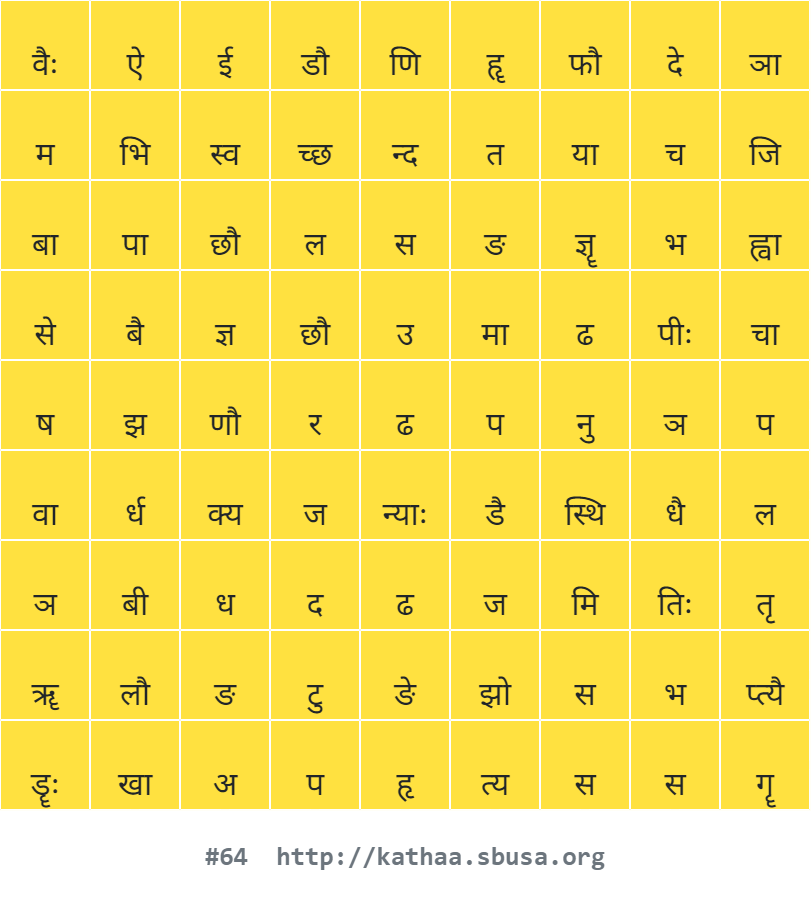 वैः ऐ ई डौ णि हॄ फौ दे ञा
म भि स्व च्छ न्द त या च जि
बा पा छौ ल स ङ ज्ञॄ भ ह्वा
से बै ज्ञ छौ उ मा ढ पीः चा
ष झ णौ र ढ प नु ञ प
वा र्ध क्य ज न्याः डै स्थि धै ल
ञ बी ध द ढ ज मि तिः तृ
ॠ लौ ङ टु ङे झो स भ प्त्यै
डॄः खा अ प हृ त्य स स गॄ
#64 http://kathaa.sbusa.org